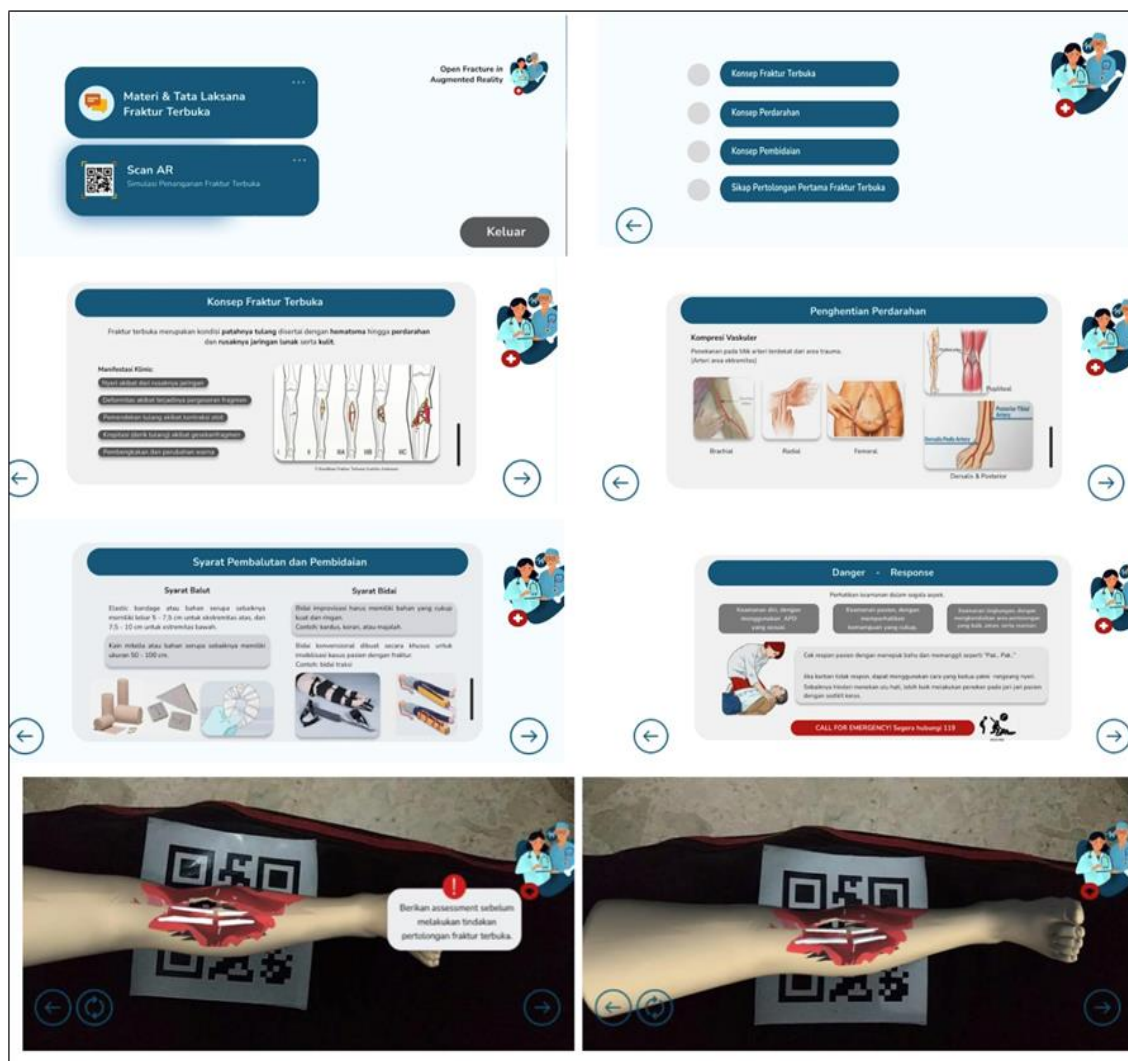 Open Fracture in
Augmented Reality
Materi & Tata Laksana
Fraktur Terbuka
Scan AR
Simulasi Penanganan Fraktur Terbuka
Keluar
Konsep Fraktur Terbuka
Konsep Perdarahan
Konsep Pembidaian
Sikap Pertolongan Pertama Fraktur Terbuka
Konsep Fraktur Terbuka
Fraktur terbuka merupakan kondisi patahnya tulang disertai dengan hematoma hingga perdarahan
dan rusaknya jaringan lunak serta kulit.
Manifestasi Klinis:
Nyeri akibat dari rusaknya jaringan
Deformitas akibat terjadinya pergeseran fragmen
Pemendekan tulang akibat kontraksi otot
Krepitasi (derik tulang) akibat gesekanfragmen
Pembengkakan dan perubahan warna
I II IIIA IIIB IIIC
Penghentian Perdarahan
Kompresi Vaskuler
Penekanan pada titik arteri terdekat dari area trauma.
(Arteri area ekstremitas)
Brachial
Radial
Femoral
Popliteal
Posterior Tibial
Artery
Dorsalis Pedis Artery
Dorsalis & Posterior
Syarat Pembalutan dan Pembidaian
Syarat Balut
Elastic bandage atau bahan serupa sebaiknya
memiliki lebar 5 - 7,5 cm untuk ekstremitas atas, dan
7,5 - 10 cm untuk estremitas bawah.
Kain mitella atau bahan serupa sebaiknya memiliki
ukuran 50 - 100 cm.
Syarat Bidai
Bidai improvisasi harus memiliki bahan yang cukup
kuat dan ringan.
Contoh: kardus, koran, atau majalah.
Bidai konvensional dibuat secara khusus untuk
imobilisasi kasus pasien dengan fraktur.
Contoh: bidai traksi
Danger - Response
Perhatikan keamanan dalam segala aspek.
Keamanan diri, dengan
menggunakan APD
yang sesuai.
Keamanan pasien, dengan
memperhatikan
kemampuan yang cukup.
Keamanan lingkungan, dengan
mengkondisikan area pertolongan
yang baik, aman, serta nyaman.
Cek respon pasien dengan menepuk bahu dan memanggil seperti "Pak.. Pak.."
Jika korban tidak respon, dapat menggunakan cara yang kedua yakni rangsang nyeri.
Sebaiknya hindari menekan ulu hati, lebih baik melakukan penekan pada jari jari pasien
dengan sedikit keras.
CALL FOR EMERGENCY! Segera hubungi 119
Berikan assessment sebelum
melakukan tindakan
pertolongan fraktur terbuka.